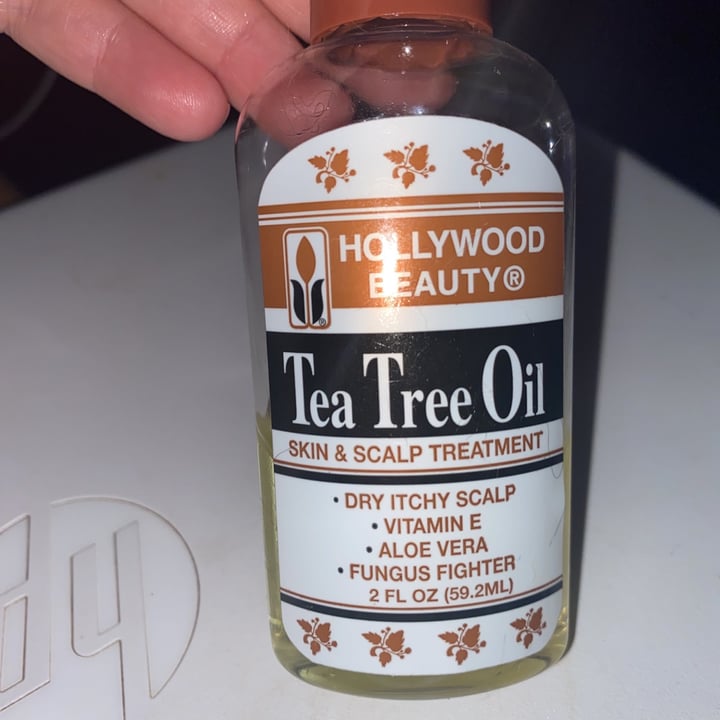 HOLLYWOOD
BEAUTY®
®
Tea Tree Oil
SKIN & SCALP TREATMENT
• DRY ITCHY SCALP
• VITAMIN E
• ALOE VERA
• FUNGUS FIGHTER
2 FL OZ (59.2ML)
hp